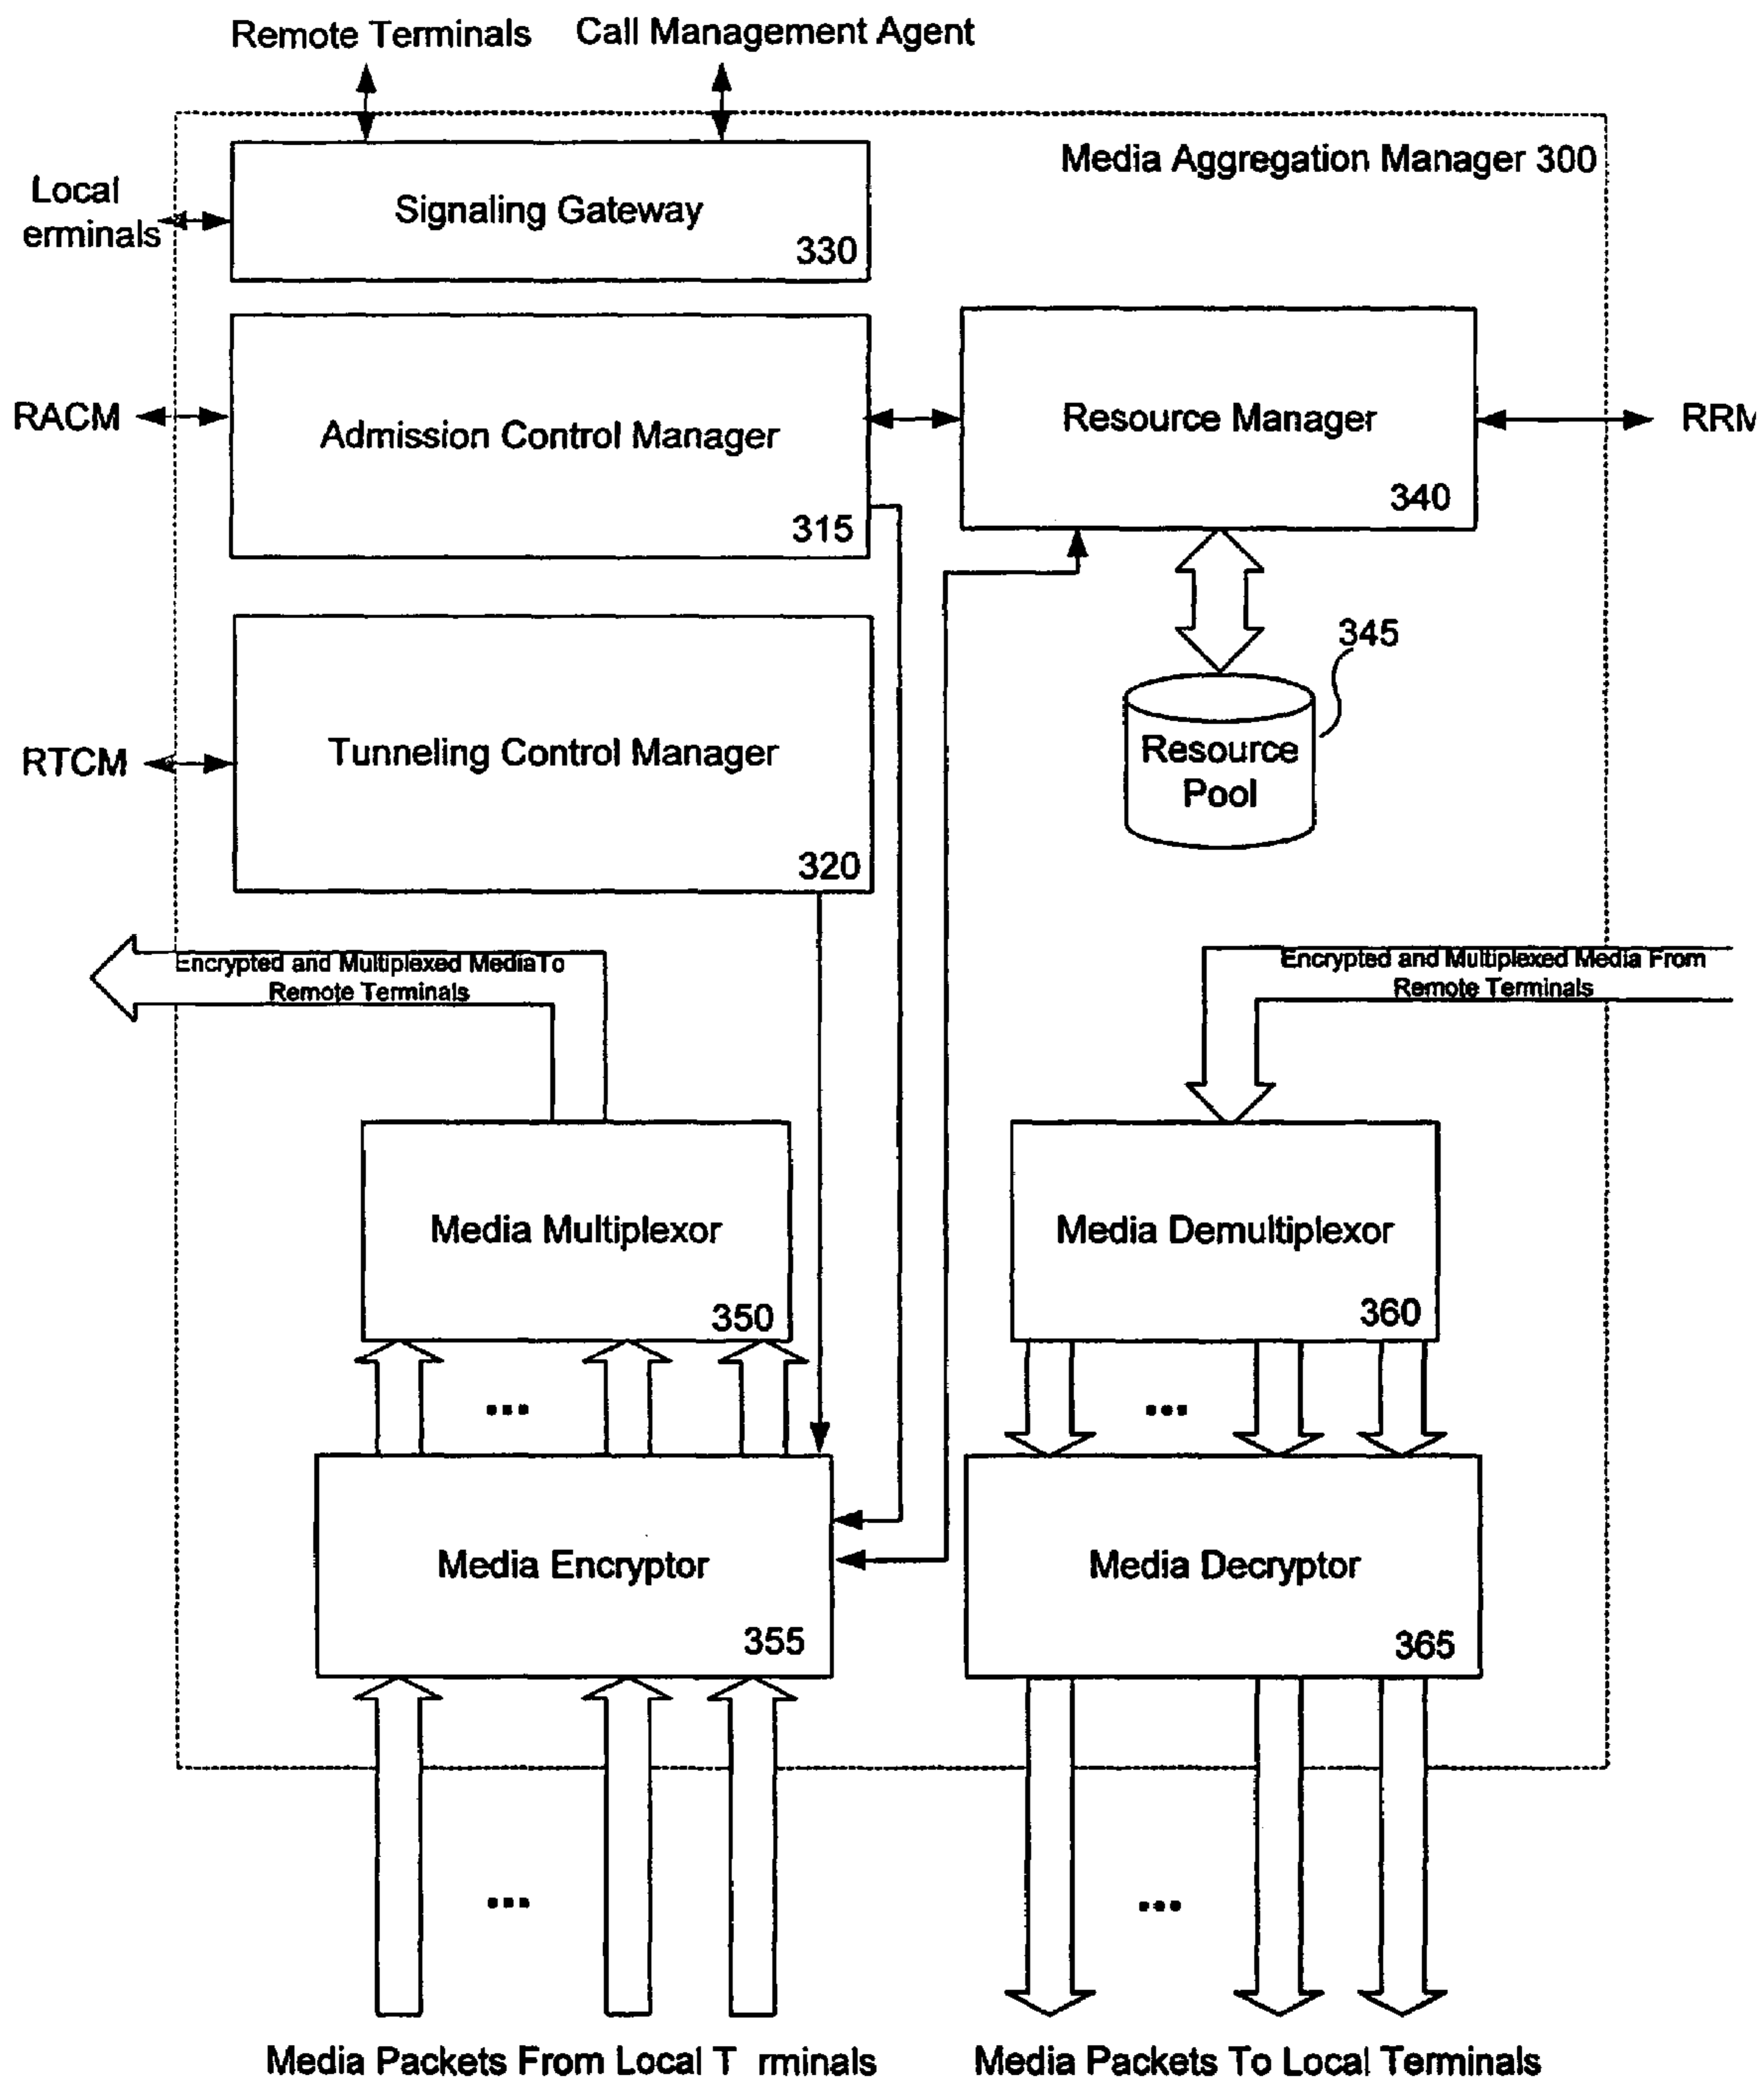 Remote Terminals
Call Management Agent
Media Aggregation Manager 300
Local
erminals
Signaling Gateway
330
RACM
Admission Control Manager
315
Resource Manager
340
RRM
345
Resource
Pool
RTCM
Tunneling Control Manager
320
Encrypted and Multiplexed MediaTo
Remote Terminals
Encrypted and Multiplexed Media From
Remote Terminals
Media Multiplexor
350
Media Demultiplexor
360
...
...
Media Encryptor
355
Media Decryptor
365
...
...
Media Packets From Local T rminals
Media Packets To Local Terminals